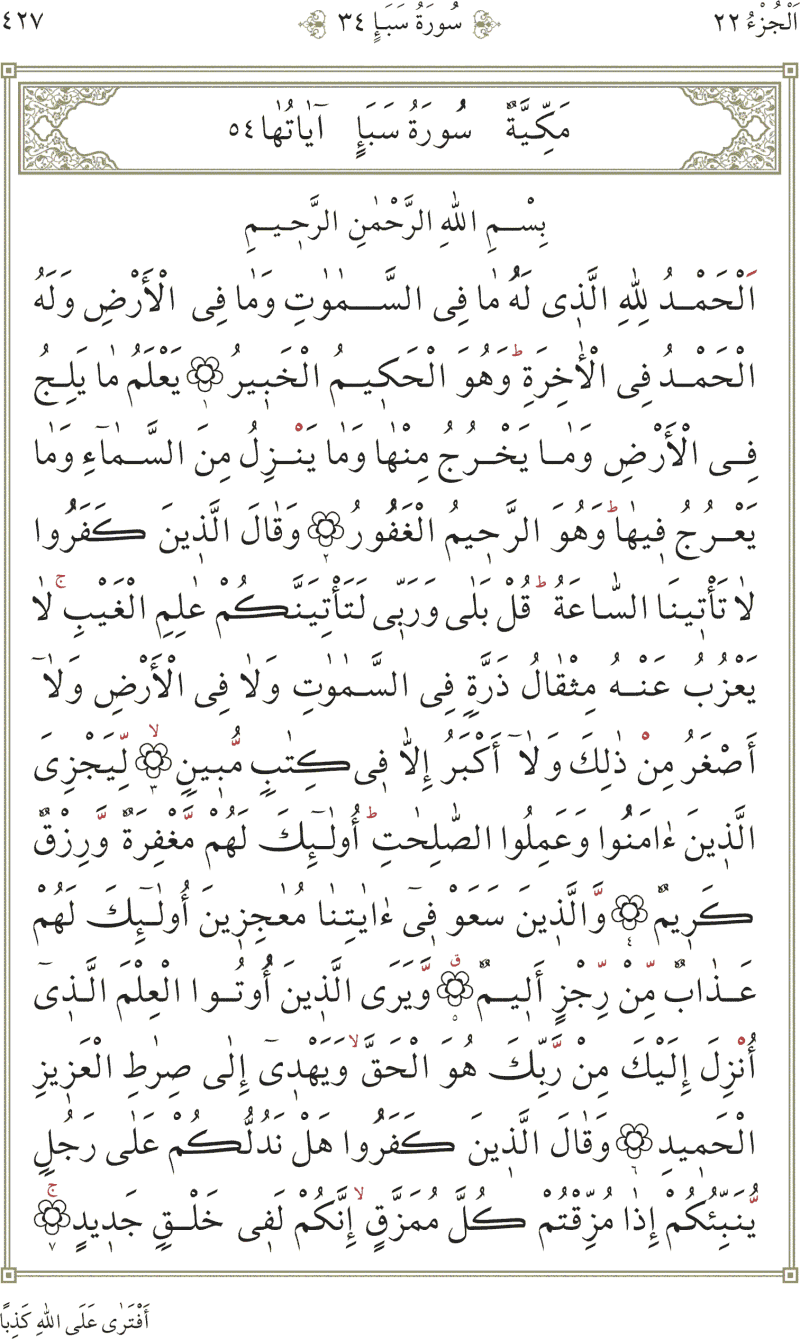 اَلْجُزْءُ ٢٢ سُورَةُ سَبَإٍ ٣٤ ٤٢٧
مَكِّيَّةٌ سُورَةُ سَبَإٍ آيَاتُهَا ٥٤
بِسْمِ اللّٰهِ الرَّحْمٰنِ الرَّحِيمِ
اَلْحَمْدُ لِلّٰهِ الَّذِى لَهُ مَا فِى السَّمٰوٰتِ وَمَا فِى الْأَرْضِ وَلَهُ
الْحَمْدُ فِى الْأٰخِرَةِ ۗ وَهُوَ الْحَكِيمُ الْخَبِيرُ ۝١ يَعْلَمُ مَا يَلِجُ
فِى الْأَرْضِ وَمَا يَخْرُجُ مِنْهَا وَمَا يَنْزِلُ مِنَ السَّمَآءِ وَمَا
يَعْرُجُ فِيهَا ۗ وَهُوَ الرَّحِيمُ الْغَفُورُ ۝٢ وَقَالَ الَّذِينَ كَفَرُوا
لَا تَأْتِينَا السَّاعَةُ ۗ قُلْ بَلٰى وَرَبِّى لَتَأْتِيَنَّكُمْ عٰلِمِ الْغَيْبِ ۚ لَا
يَعْزُبُ عَنْهُ مِثْقَالُ ذَرَّةٍ فِى السَّمٰوٰتِ وَلَا فِى الْأَرْضِ وَلَآ
أَصْغَرُ مِنْ ذٰلِكَ وَلَآ أَكْبَرُ إِلَّا فِى كِتٰبٍ مُّبِينٍ ۙ ۝٣ لِّيَجْزِىَ
الَّذِينَ ءَامَنُوا وَعَمِلُوا الصّٰلِحٰتِ ۗ أُولٰٓئِكَ لَهُمْ مَّغْفِرَةٌ وَّرِزْقٌ
كَرِيمٌ ۝٤ وَّالَّذِينَ سَعَوْ فِىٓ ءَايٰتِنَا مُعٰجِزِينَ أُولٰٓئِكَ لَهُمْ
عَذَابٌ مِّنْ رِّجْزٍ أَلِيمٌ ۝٥ ق وَّيَرَى الَّذِينَ أُوتُوا الْعِلْمَ الَّذِىٓ
أُنْزِلَ إِلَيْكَ مِنْ رَّبِّكَ هُوَ الْحَقَّ ۙ وَيَهْدِىٓ إِلٰى صِرٰطِ الْعَزِيزِ
الْحَمِيدِ ۝٦ وَقَالَ الَّذِينَ كَفَرُوا هَلْ نَدُلُّكُمْ عَلٰى رَجُلٍ
يُّنَبِّئُكُمْ إِذَا مُزِّقْتُمْ كُلَّ مُمَزَّقٍ ۙ إِنَّكُمْ لَفِى خَلْقٍ جَدِيدٍ ۚ ۝٧
أَفْتَرٰى عَلَى اللّٰهِ كَذِبًا